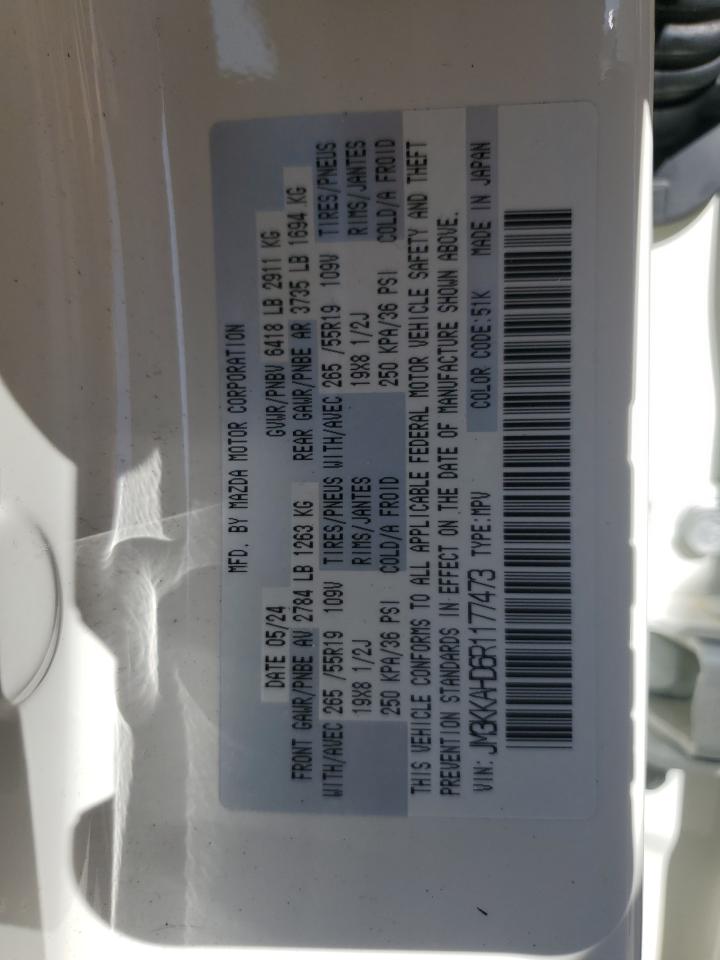 MFD. BY MAZDA MOTOR CORPORATION
DATE 05/24 GVWR/PNBV 6418 LB 2911 KG
FRONT GAWR/PNBE AV 2784 LB 1263 KG REAR GAWR/PNBE AR 3735 LB 1694 KG
WITH/AVEC 265 /55R19 109V TIRES/PNEUS WITH/AVEC 265 /55R19 109V TIRES/PNEUS
19X8 1/2J RIMS/JANTES 19X8 1/2J RIMS/JANTES
250 KPA/36 PSI COLD/A FROID 250 KPA/36 PSI COLD/A FROID
THIS VEHICLE CONFORMS TO ALL APPLICABLE FEDERAL MOTOR VEHICLE SAFETY AND THEFT
PREVENTION STANDARDS IN EFFECT ON THE DATE OF MANUFACTURE SHOWN ABOVE.
VIN: JM3KKAHD6R1177473 TYPE:MPV COLOR CODE:51K MADE IN JAPAN